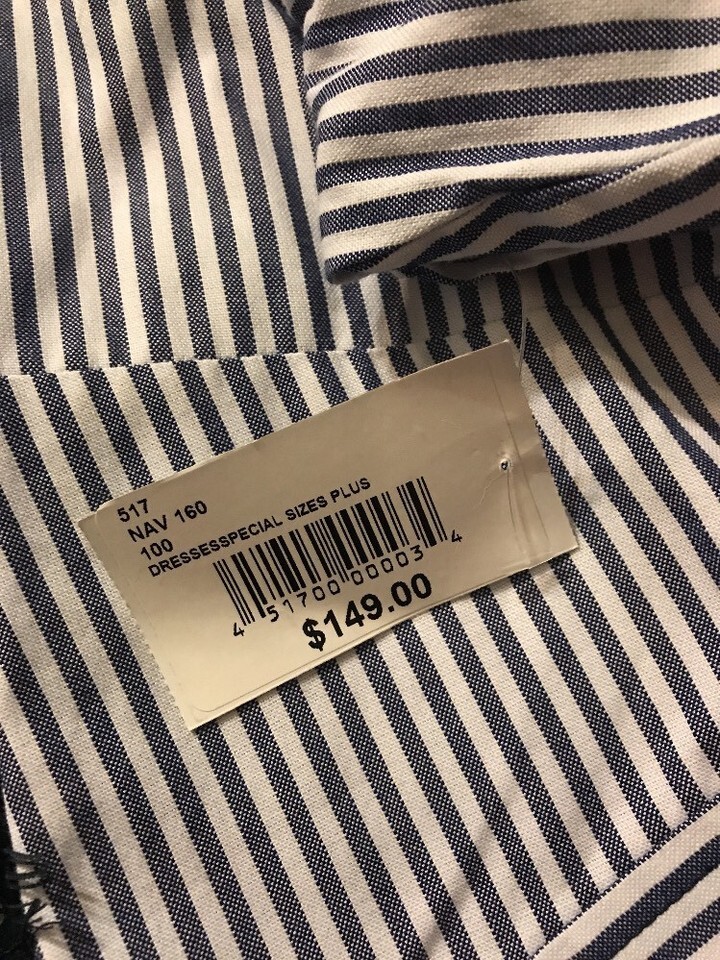 517
NAV 160
100
DRESSESSPECIAL SIZES PLUS
4 51700 00003 4
$149.00